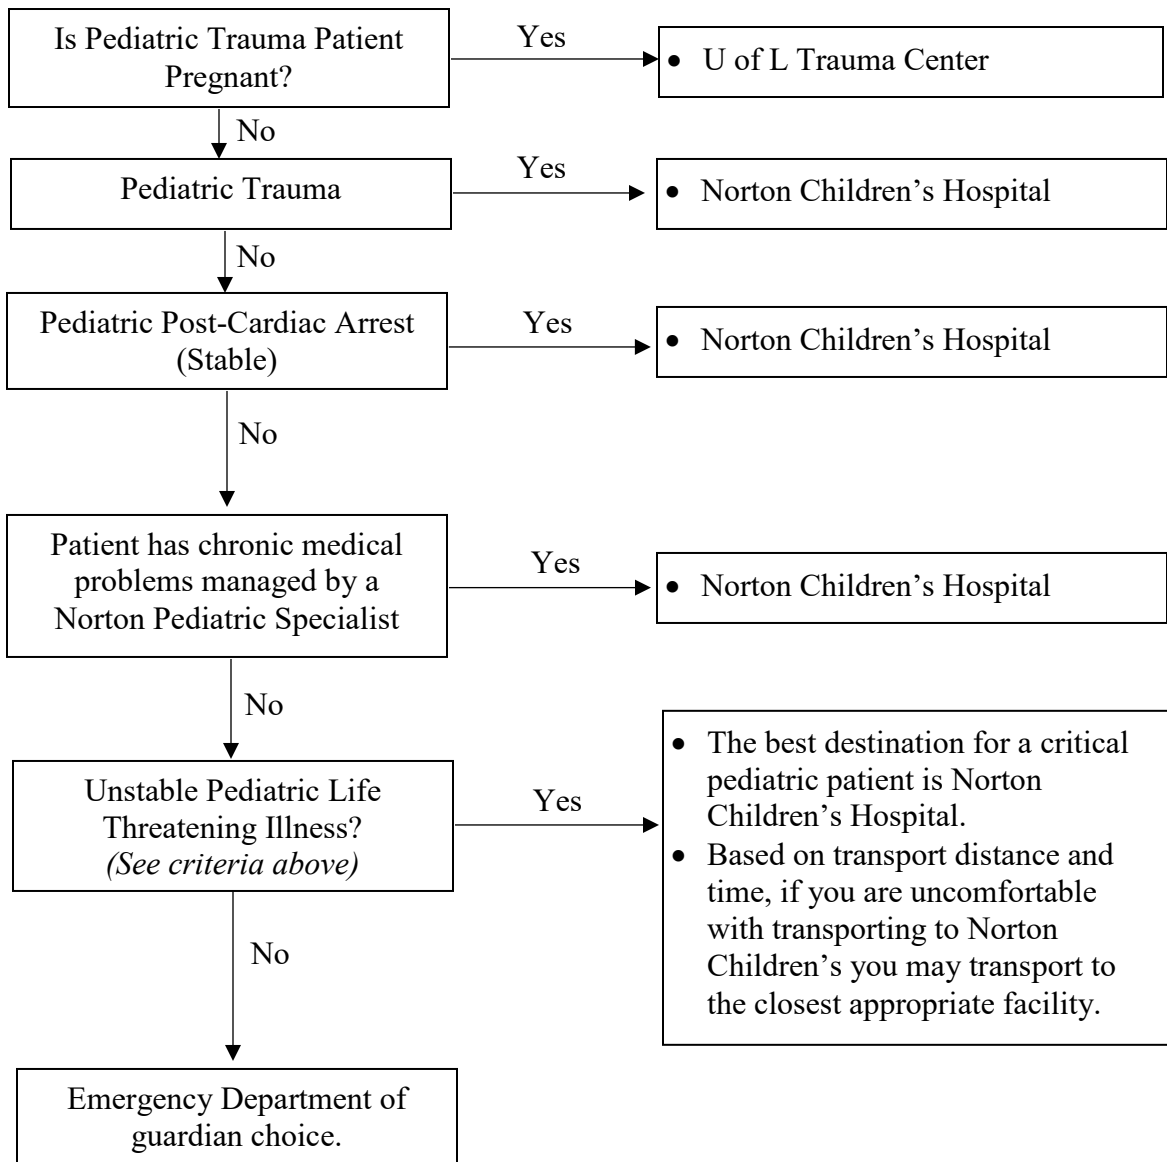 Is Pediatric Trauma Patient
Pregnant?
Yes
• U of L Trauma Center
No
Pediatric Trauma
Yes
• Norton Children’s Hospital
No
Pediatric Post-Cardiac Arrest
(Stable)
Yes
• Norton Children’s Hospital
No
Patient has chronic medical
problems managed by a
Norton Pediatric Specialist
Yes
• Norton Children’s Hospital
No
Unstable Pediatric Life
Threatening Illness?
(See criteria above)
Yes
• The best destination for a critical
pediatric patient is Norton
Children’s Hospital.
• Based on transport distance and
time, if you are uncomfortable
with transporting to Norton
Children’s you may transport to
the closest appropriate facility.
No
Emergency Department of
guardian choice.